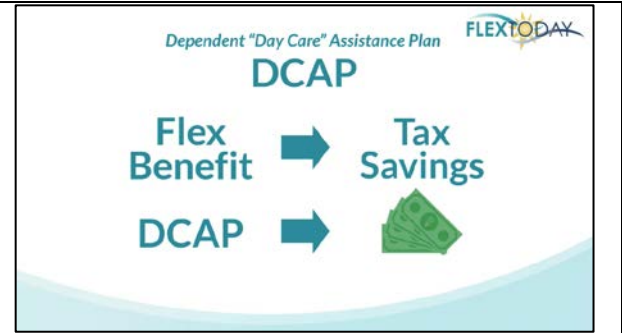 FLEXTODAY
Dependent "Day Care" Assistance Plan
DCAP
Flex
Benefit
Tax
Savings
DCAP